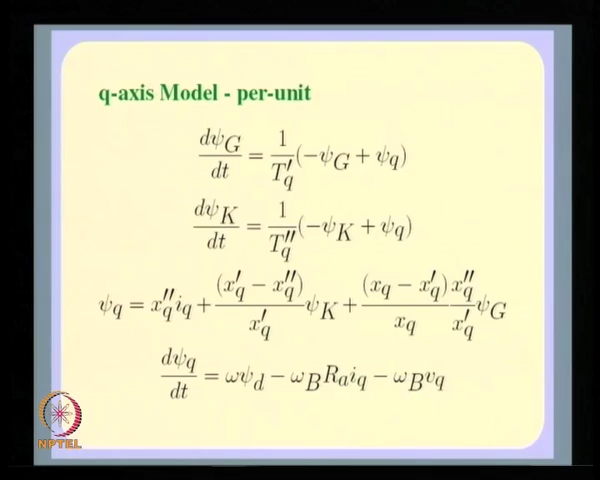 q-axis Model - per-unit
dψ_G/dt = 1/T′_q (−ψ_G + ψ_q)
dψ_K/dt = 1/T″_q (−ψ_K + ψ_q)
ψ_q = x″_q i_q + (x′_q − x″_q)/x′_q ψ_K + (x_q − x′_q)/x_q x″_q/x′_q ψ_G
dψ_q/dt = ωψ_d − ω_B R_a i_q − ω_B v_q
NPTEL